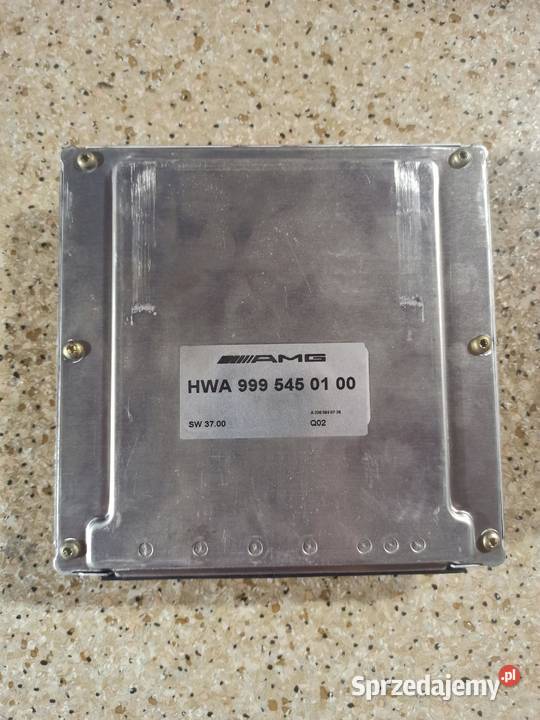 AMG
HWA 999 545 01 00
SW 37.00
Q02
Sprzedajemy.pl